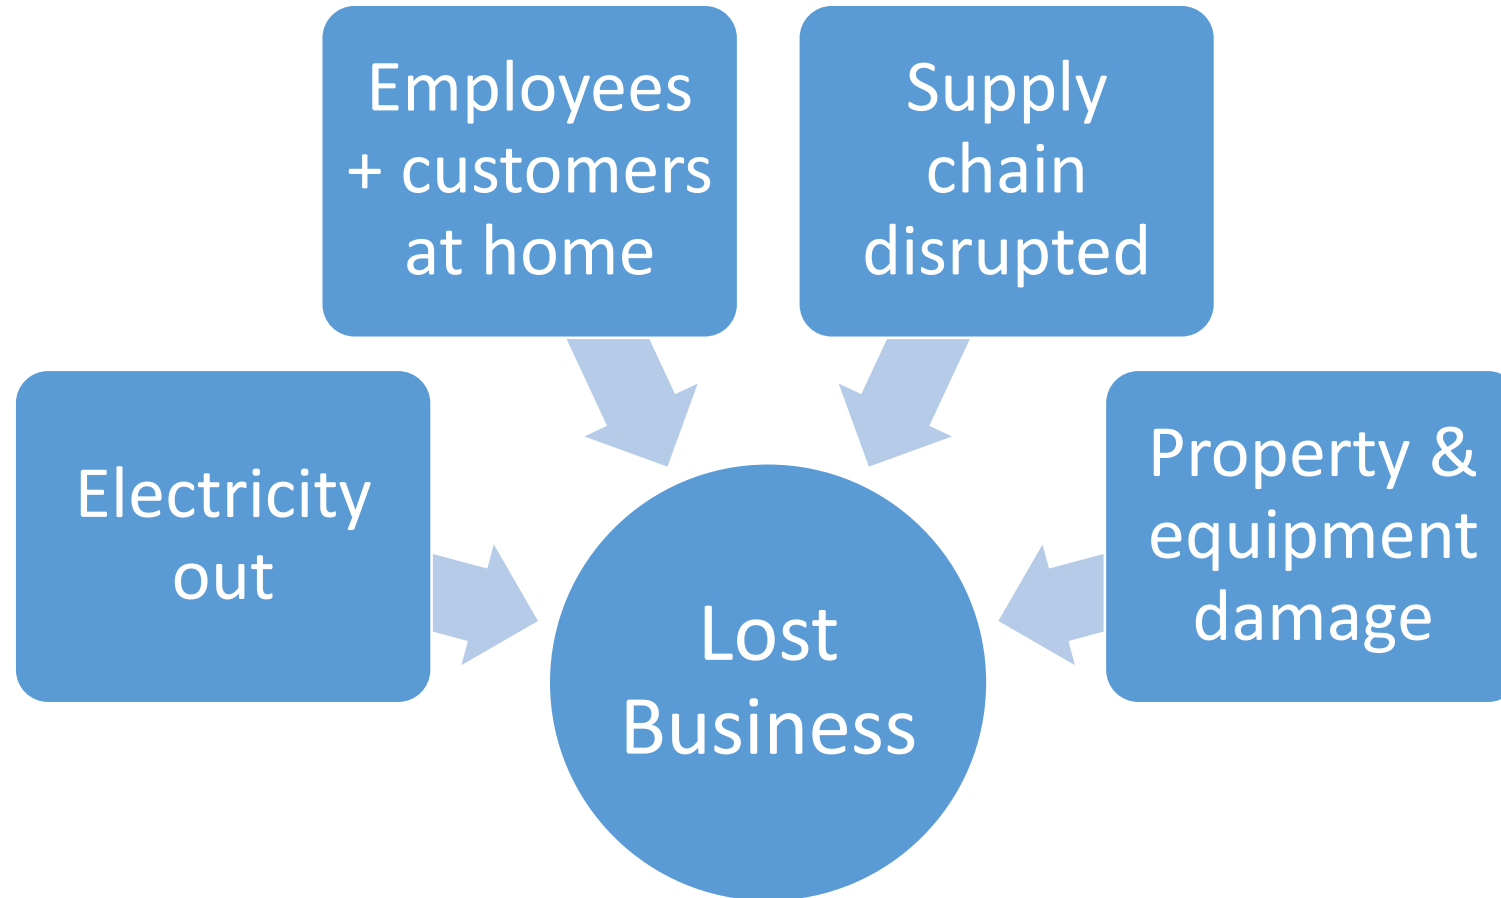 Employees
+ customers
at home
Supply
chain
disrupted
Electricity
out
Property &
equipment
damage
Lost
Business